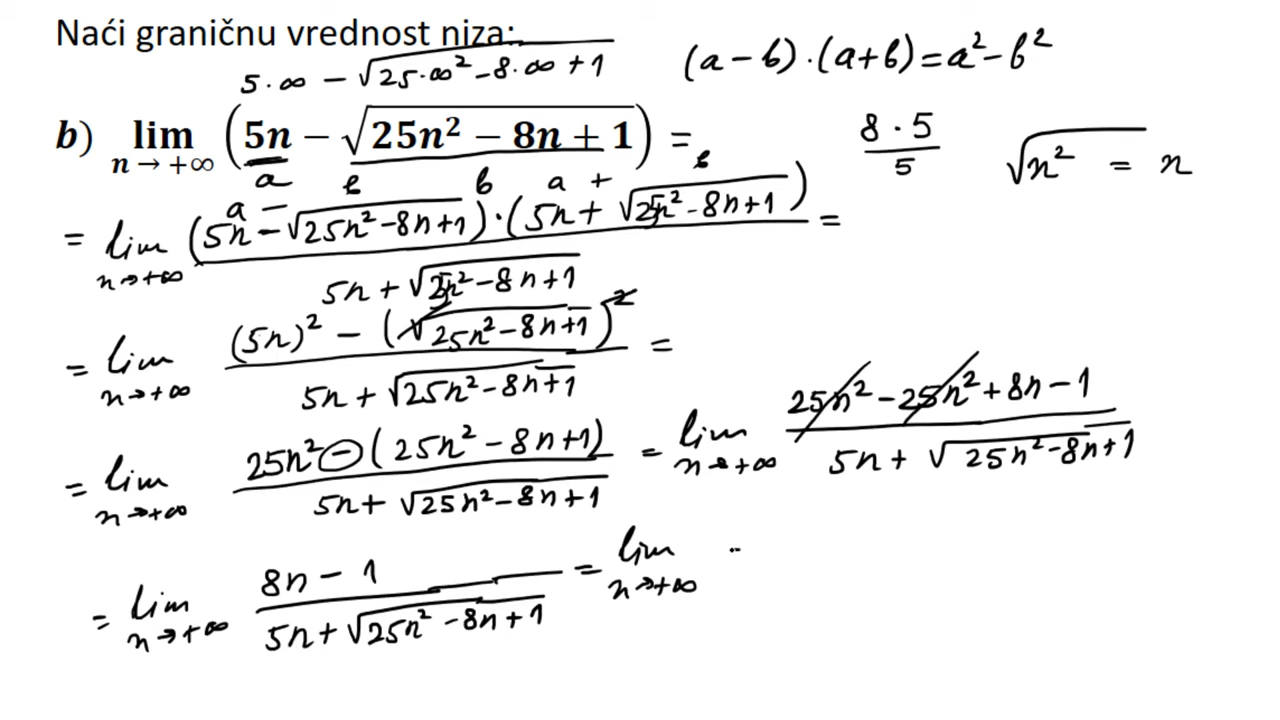 Naći graničnu vrednost niza:
5·∞ − √(25·∞² − 8·∞ + 1)
(a − b)·(a + b) = a² − b²
b) lim n → +∞ (5n − √(25n² − 8n + 1)) =
a b b a + b
8·5/5
√n² = n
a −
= lim n→+∞ (5n − √(25n² − 8n + 1))·(5n + √(25n² − 8n + 1)) / (5n + √(25n² − 8n + 1)) =
= lim n→+∞ ((5n)² − (√(25n² − 8n + 1))²) / (5n + √(25n² − 8n + 1)) =
= lim n→+∞ (25n² − (25n² − 8n + 1)) / (5n + √(25n² − 8n + 1)) = lim n→+∞ (25n² − 25n² + 8n − 1) / (5n + √(25n² − 8n + 1))
= lim n→+∞ (8n − 1) / (5n + √(25n² − 8n + 1)) = lim n→+∞